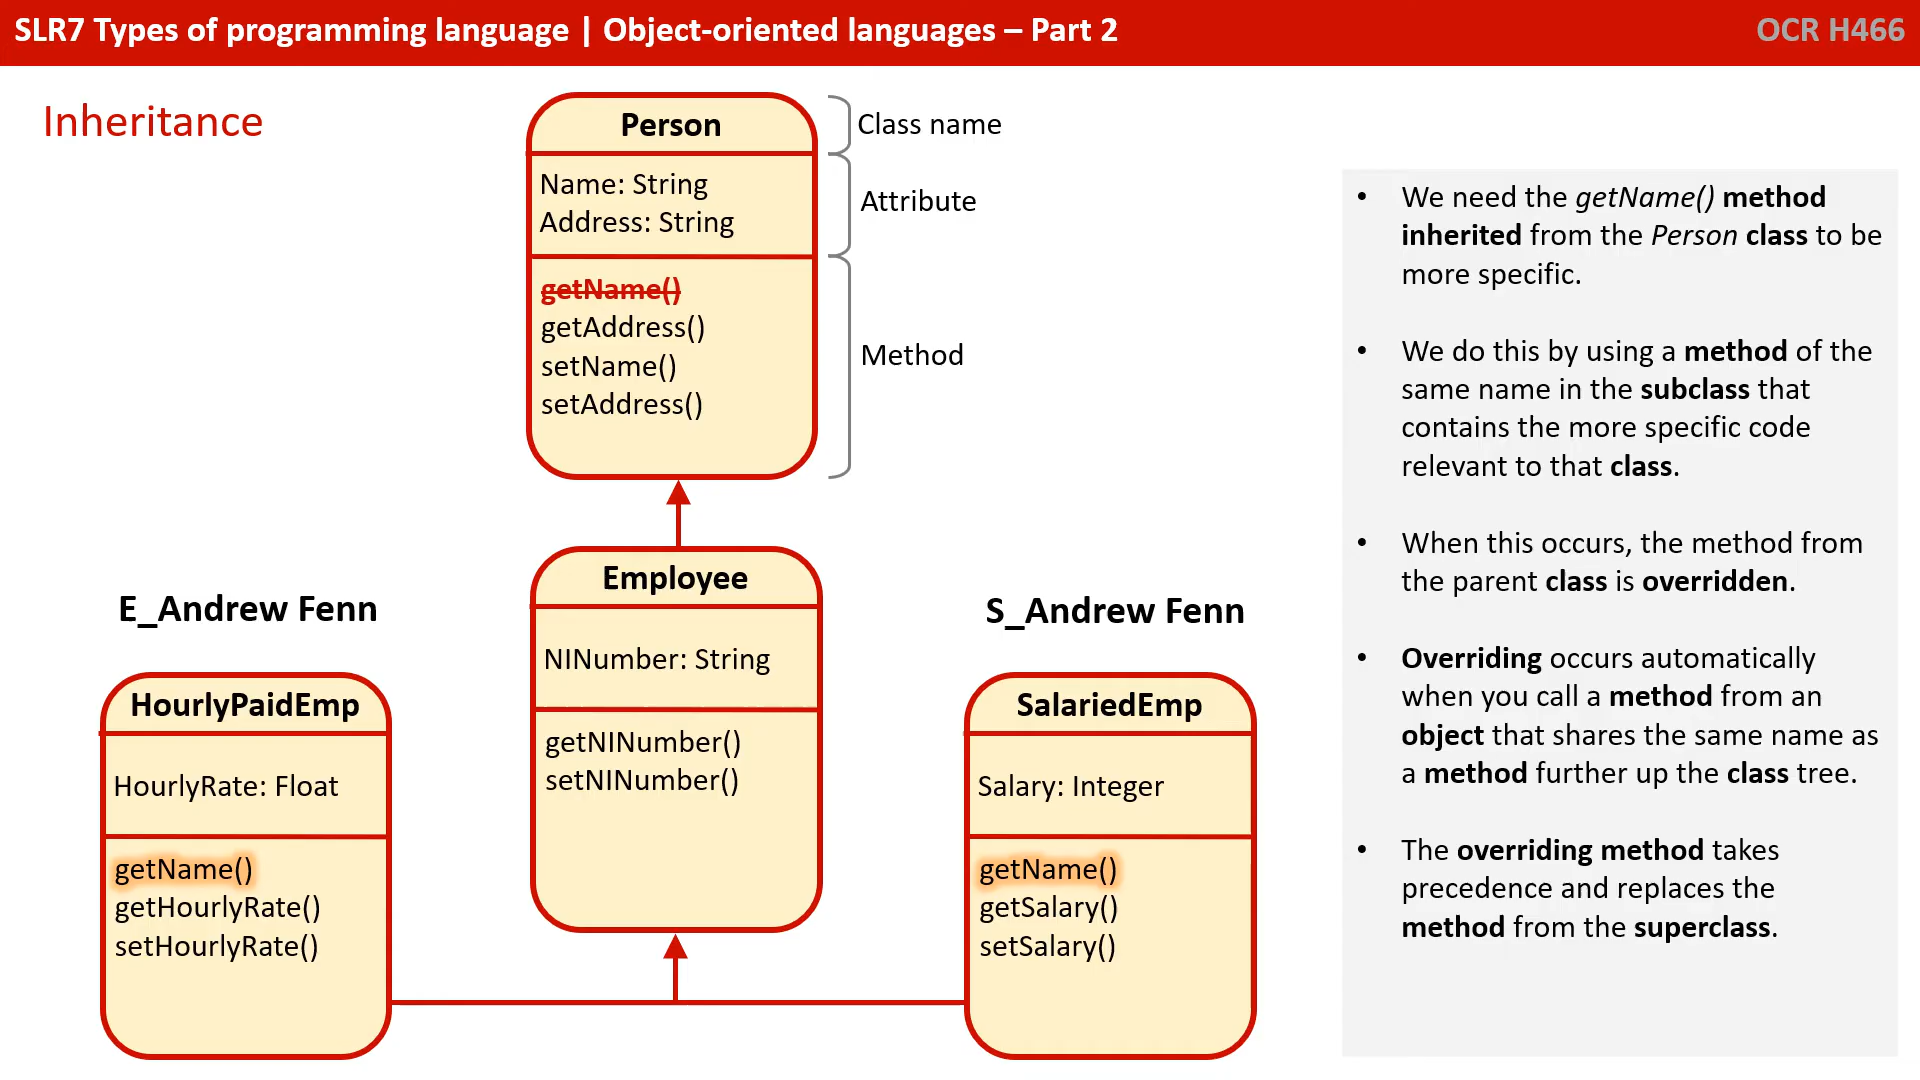 SLR7 Types of programming language | Object-oriented languages – Part 2
OCR H466
Inheritance
Person
Name: String
Address: String
getName()
getAddress()
setName()
setAddress()
Class name
Attribute
Method
Employee
NINumber: String
getNINumber()
setNINumber()
E_Andrew Fenn
HourlyPaidEmp
HourlyRate: Float
getName()
getHourlyRate()
setHourlyRate()
S_Andrew Fenn
SalariedEmp
Salary: Integer
getName()
getSalary()
setSalary()
• We need the getName() method
inherited from the Person class to be
more specific.
• We do this by using a method of the
same name in the subclass that
contains the more specific code
relevant to that class.
• When this occurs, the method from
the parent class is overridden.
• Overriding occurs automatically
when you call a method from an
object that shares the same name as
a method further up the class tree.
• The overriding method takes
precedence and replaces the
method from the superclass.